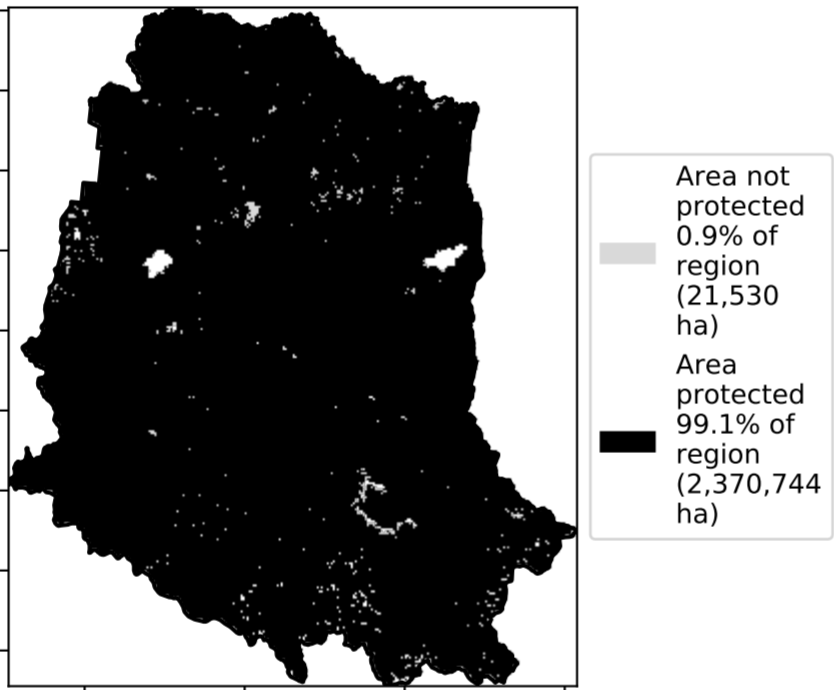 Area not
protected
0.9% of
region
(21,530
ha)
Area
protected
99.1% of
region
(2,370,744
ha)